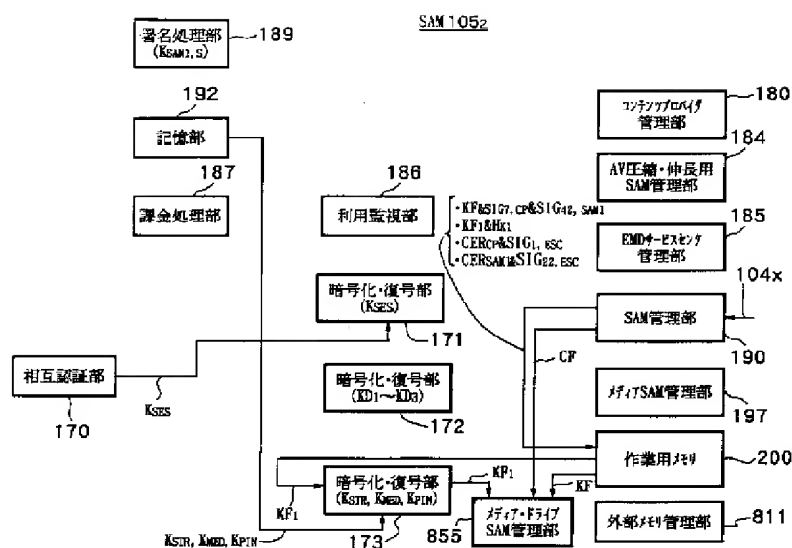 SAM 105₂
署名処理部
(K_SAM2,S)
189
192
記憶部
187
課金処理部
186
利用監視部
コンテンツプロバイダ
管理部
180
184
AV圧縮・伸長用
SAM管理部
185
EMDサービスセンタ
管理部
・KF&SIG7,CP&SIG42,SAM1
・KF1&HK1
・CERCP&SIG1,ESC
・CERSAM1&SIG22,ESC
暗号化・復号部
(KSES)
171
104x
SAM管理部
190
CF
相互認証部
170
KSES
暗号化・復号部
(KD1～KD3)
172
メディアSAM管理部
197
作業用メモリ
200
KF1
暗号化・復号部
(KSTR, KMED, KPIN)
173
KF1
KF
メディア・ドライブ
SAM管理部
855
外部メモリ管理部
811
KSTR, KMED, KPIN